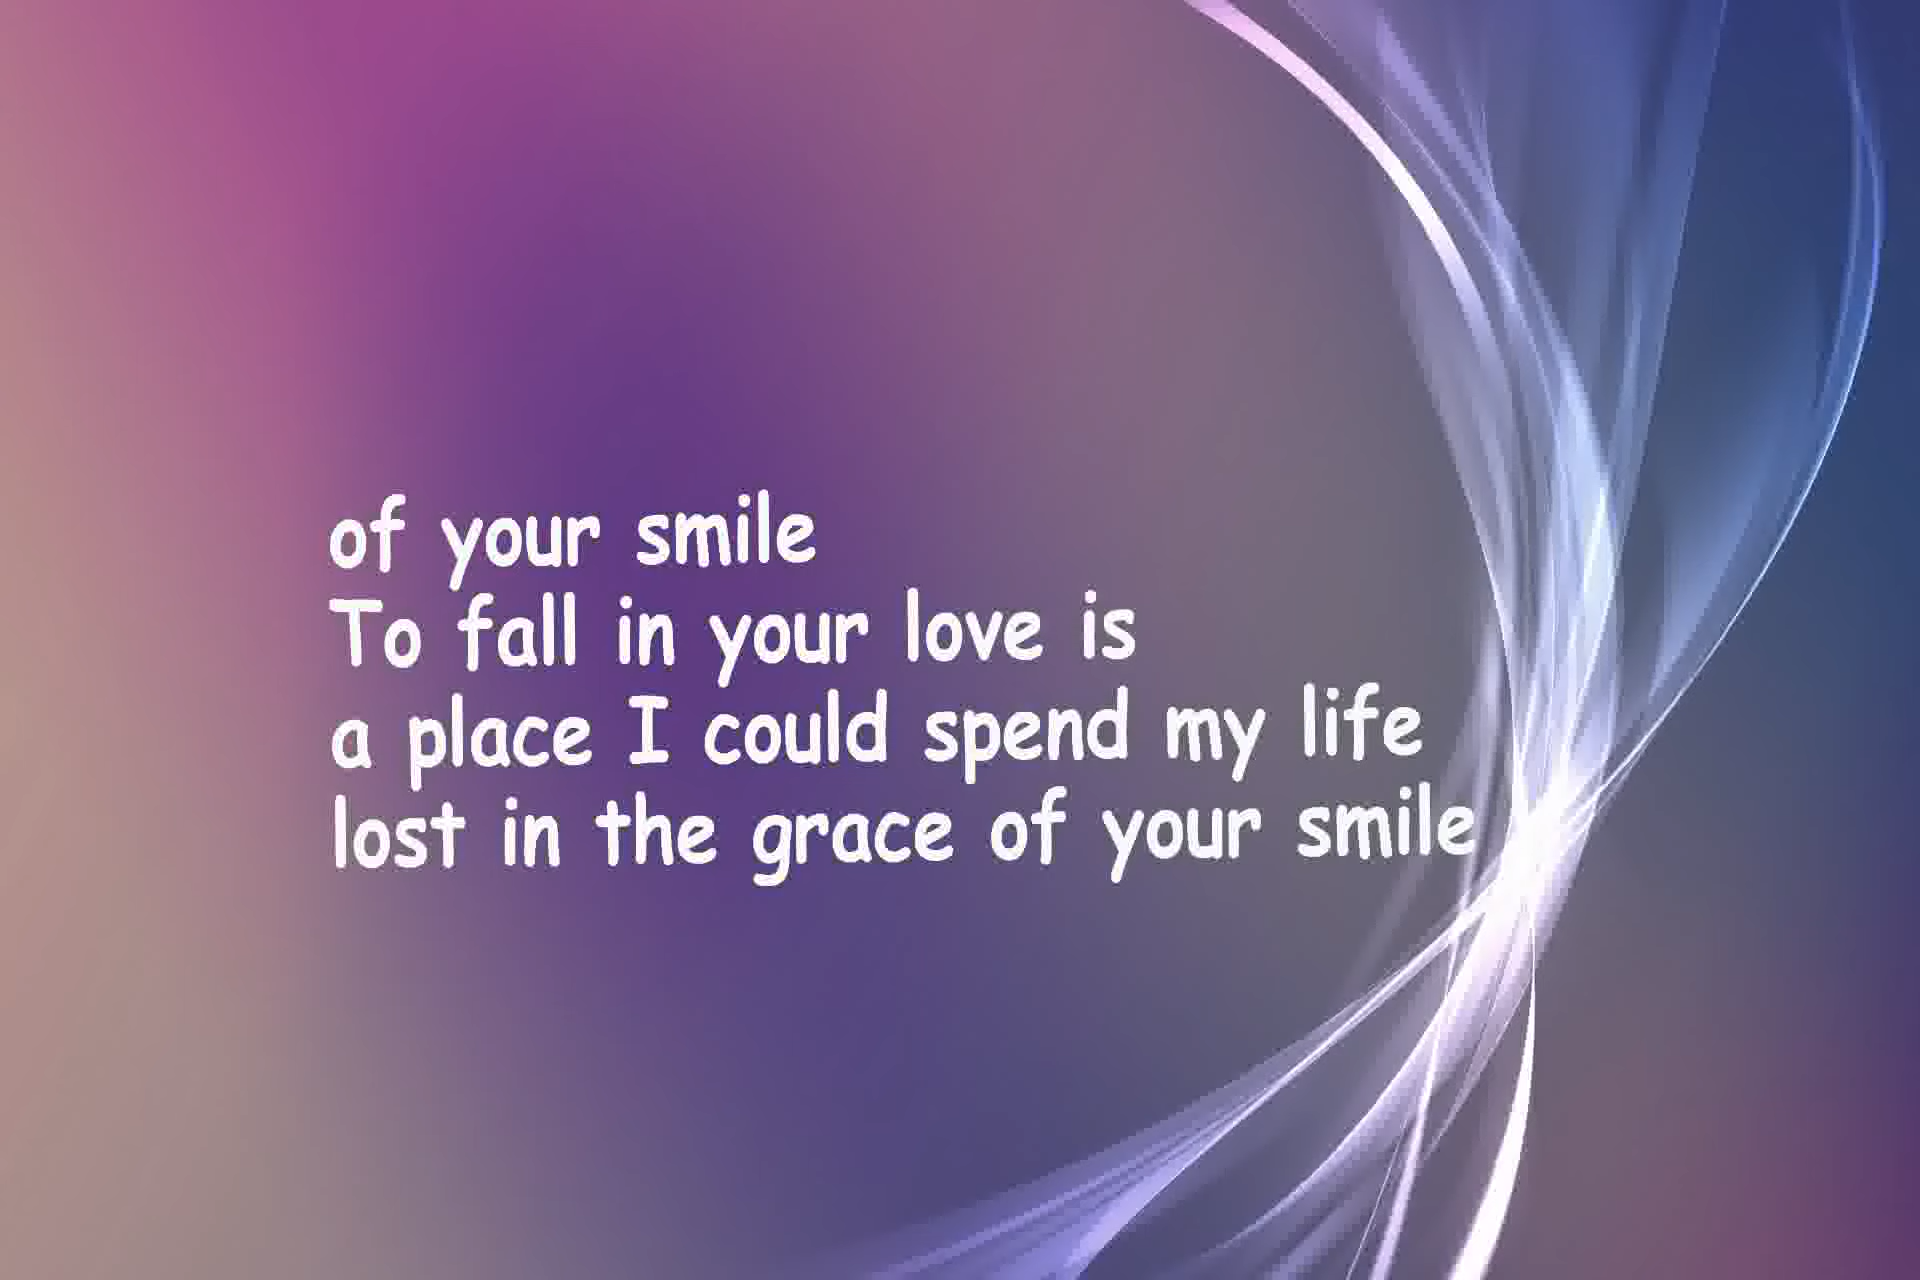 of your smile
To fall in your love is
a place I could spend my life
lost in the grace of your smile